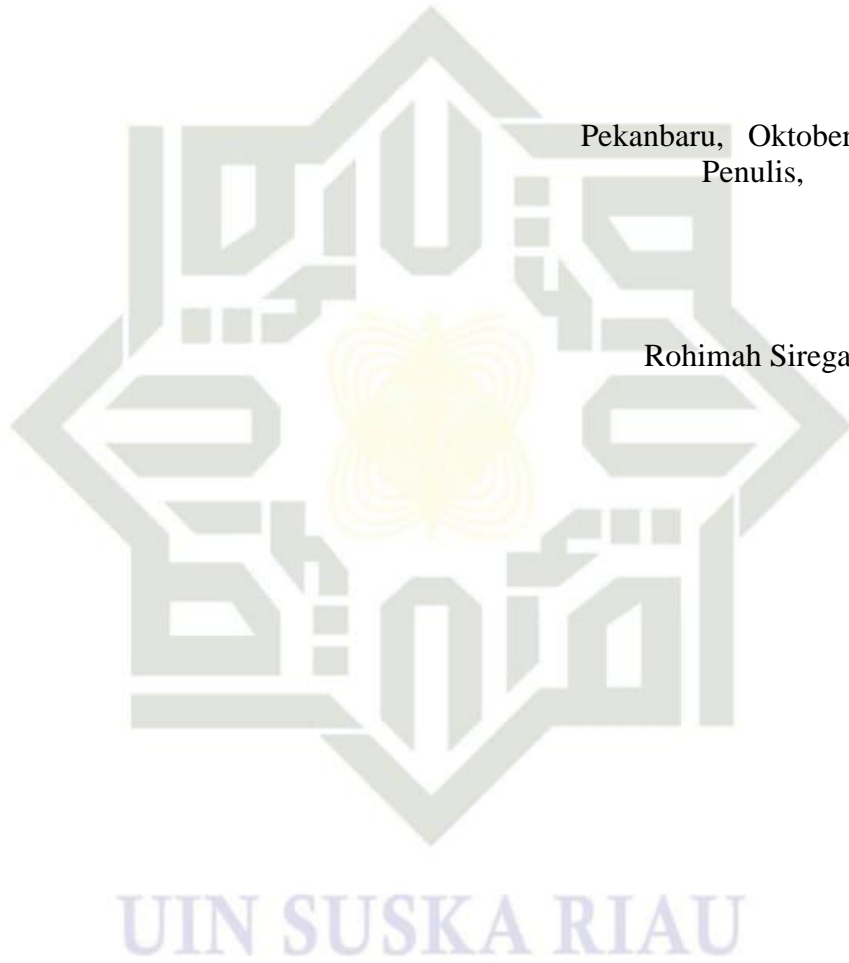 Pekanbaru, Oktober
Penulis,
Rohimah Sirega
UIN SUSKA RIAU